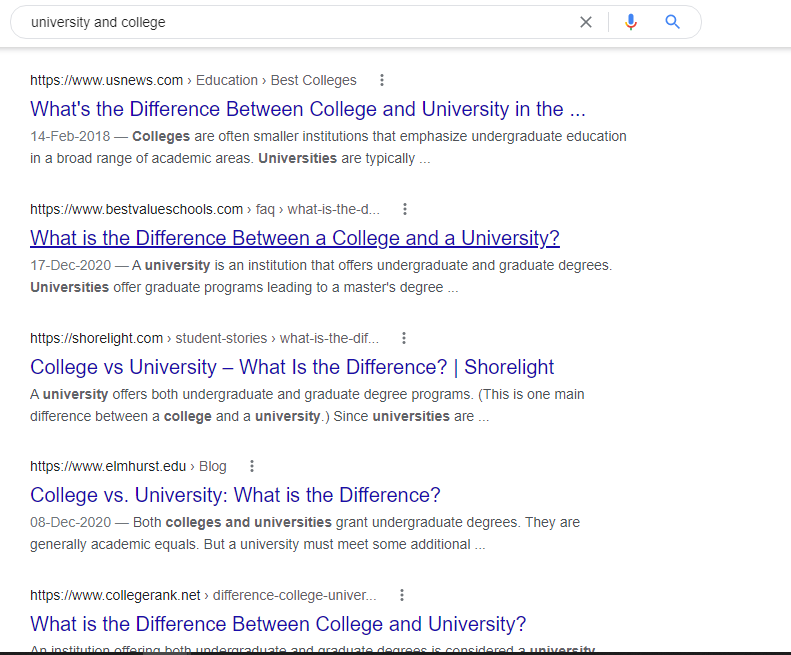 university and college
https://www.usnews.com › Education › Best Colleges
What's the Difference Between College and University in the ...
14-Feb-2018 — Colleges are often smaller institutions that emphasize undergraduate education
in a broad range of academic areas. Universities are typically ...
https://www.bestvalueschools.com › faq › what-is-the-d...
What is the Difference Between a College and a University?
17-Dec-2020 — A university is an institution that offers undergraduate and graduate degrees.
Universities offer graduate programs leading to a master's degree ...
https://shorelight.com › student-stories › what-is-the-dif...
College vs University – What Is the Difference? | Shorelight
A university offers both undergraduate and graduate degree programs. (This is one main
difference between a college and a university.) Since universities are ...
https://www.elmhurst.edu › Blog
College vs. University: What is the Difference?
08-Dec-2020 — Both colleges and universities grant undergraduate degrees. They are
generally academic equals. But a university must meet some additional ...
https://www.collegerank.net › difference-college-univer...
What is the Difference Between College and University?
An institution offering both undergraduate and graduate degrees is considered a university.